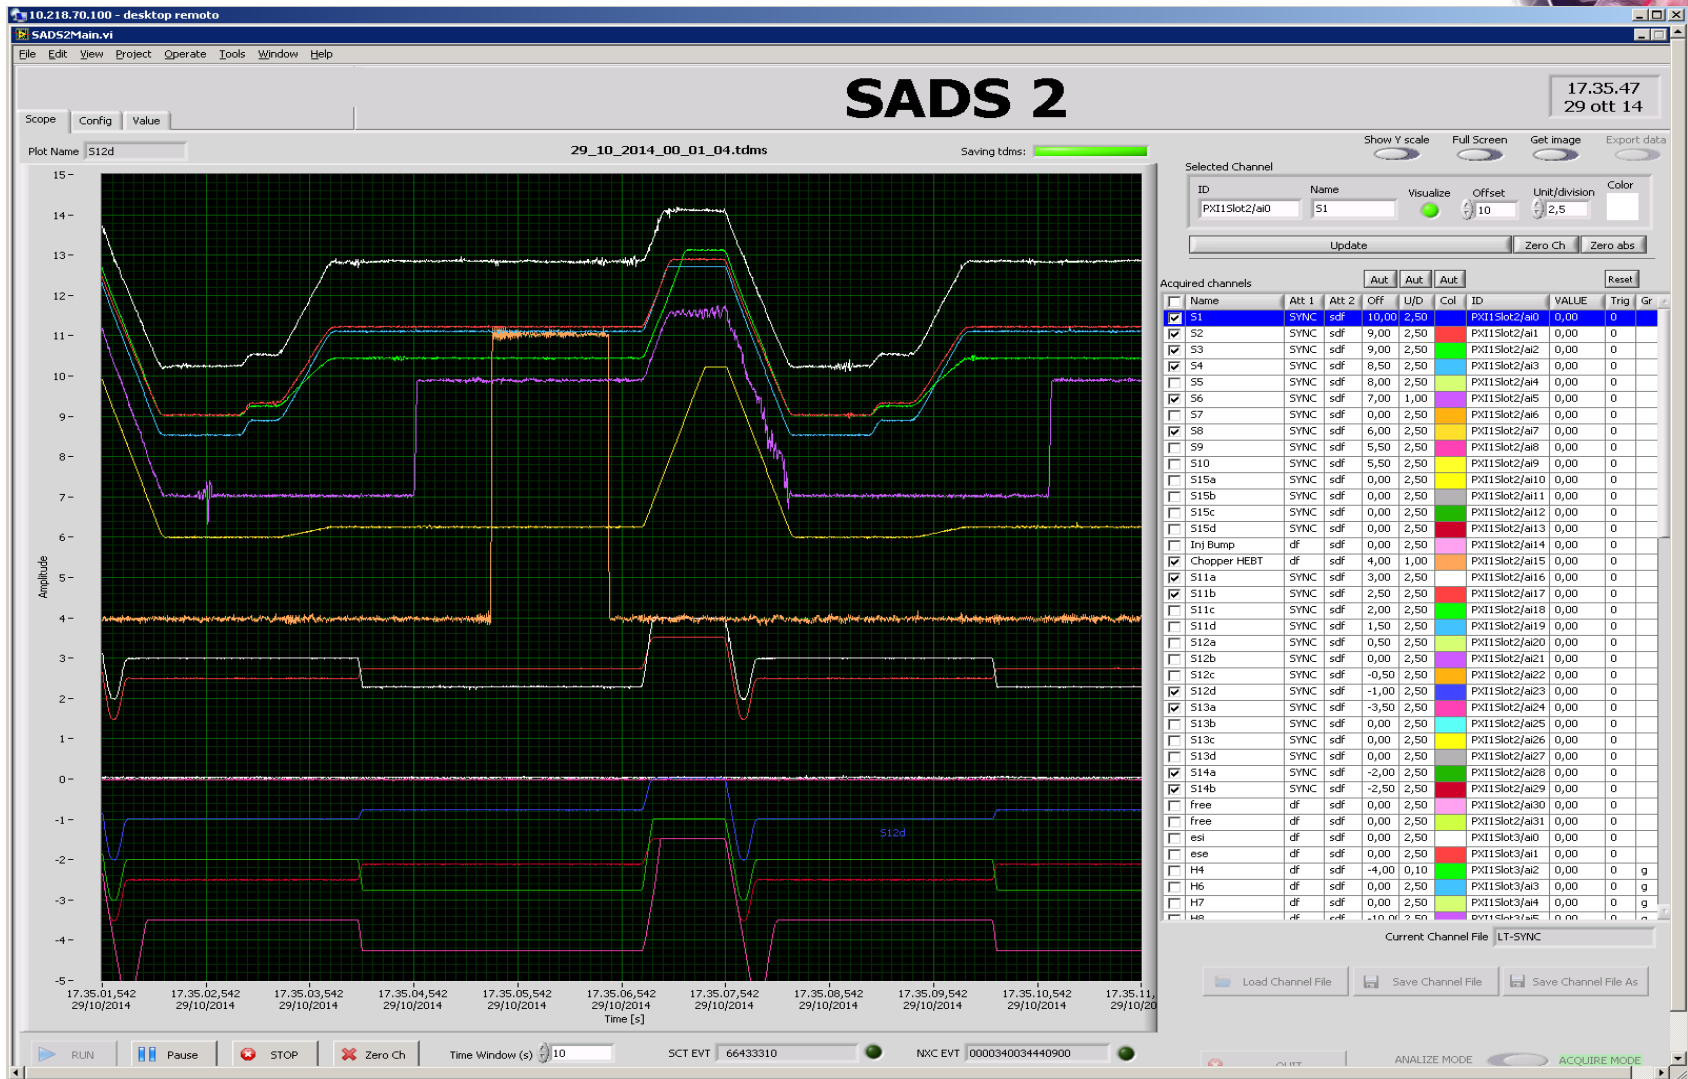 10.218.70.100 - desktop remoto
SADS2Main.vi
File Edit View Project Operate Tools Window Help
SADS 2
17.35.47
29 ott 14
Scope Config Value
Plot Name S12d
29_10_2014_00_01_04.tdms
Saving tdms:
Show Y scale Full Screen Get image Export data
Selected Channel
ID Name Visualize Offset Unit/division Color
PXI1Slot2/ai0 S1 10 2,5
Update Zero Ch Zero abs
Acquired channels Aut Aut Aut Reset
Name Att 1 Att 2 Off U/D Col ID VALUE Trig Gr
S1 SYNC sdf 10,00 2,50 PXI1Slot2/ai0 0,00 0
S2 SYNC sdf 9,00 2,50 PXI1Slot2/ai1 0,00 0
S3 SYNC sdf 9,00 2,50 PXI1Slot2/ai2 0,00 0
S4 SYNC sdf 8,50 2,50 PXI1Slot2/ai3 0,00 0
S5 SYNC sdf 8,00 2,50 PXI1Slot2/ai4 0,00 0
S6 SYNC sdf 7,00 1,00 PXI1Slot2/ai5 0,00 0
S7 SYNC sdf 0,00 2,50 PXI1Slot2/ai6 0,00 0
S8 SYNC sdf 6,00 2,50 PXI1Slot2/ai7 0,00 0
S9 SYNC sdf 5,50 2,50 PXI1Slot2/ai8 0,00 0
S10 SYNC sdf 5,50 2,50 PXI1Slot2/ai9 0,00 0
S15a SYNC sdf 0,00 2,50 PXI1Slot2/ai10 0,00 0
S15b SYNC sdf 0,00 2,50 PXI1Slot2/ai11 0,00 0
S15c SYNC sdf 0,00 2,50 PXI1Slot2/ai12 0,00 0
S15d SYNC sdf 0,00 2,50 PXI1Slot2/ai13 0,00 0
Inj Bump df sdf 0,00 2,50 PXI1Slot2/ai14 0,00 0
Chopper HEBT df sdf 4,00 1,00 PXI1Slot2/ai15 0,00 0
S11a SYNC sdf 3,00 2,50 PXI1Slot2/ai16 0,00 0
S11b SYNC sdf 2,50 2,50 PXI1Slot2/ai17 0,00 0
S11c SYNC sdf 2,00 2,50 PXI1Slot2/ai18 0,00 0
S11d SYNC sdf 1,50 2,50 PXI1Slot2/ai19 0,00 0
S12a SYNC sdf 0,50 2,50 PXI1Slot2/ai20 0,00 0
S12b SYNC sdf 0,00 2,50 PXI1Slot2/ai21 0,00 0
S12c SYNC sdf -0,50 2,50 PXI1Slot2/ai22 0,00 0
S12d SYNC sdf -1,00 2,50 PXI1Slot2/ai23 0,00 0
S13a SYNC sdf -3,50 2,50 PXI1Slot2/ai24 0,00 0
S13b SYNC sdf 0,00 2,50 PXI1Slot2/ai25 0,00 0
S13c SYNC sdf 0,00 2,50 PXI1Slot2/ai26 0,00 0
S13d SYNC sdf 0,00 2,50 PXI1Slot2/ai27 0,00 0
S14a SYNC sdf -2,00 2,50 PXI1Slot2/ai28 0,00 0
S14b SYNC sdf -2,50 2,50 PXI1Slot2/ai29 0,00 0
free df sdf 0,00 2,50 PXI1Slot2/ai30 0,00 0
free df sdf 0,00 2,50 PXI1Slot2/ai31 0,00 0
esi df sdf 0,00 2,50 PXI1Slot3/ai0 0,00 0
ese df sdf 0,00 2,50 PXI1Slot3/ai1 0,00 0
H4 df sdf -4,00 0,10 PXI1Slot3/ai2 0,00 0 g
H6 df sdf 0,00 2,50 PXI1Slot3/ai3 0,00 0 g
H7 df sdf 0,00 2,50 PXI1Slot3/ai4 0,00 0 g
H8 df sdf -10,00 2,50 PXI1Slot3/ai5 0,00 0 g
Current Channel File LT-SYNC
Load Channel File Save Channel File Save Channel File As
15
14
13
12
11
10
9
8
7
6
5
4
3
2
1
0
-1
-2
-3
-4
-5
Amplitude
S12d
17.35.01,542 17.35.02,542 17.35.03,542 17.35.04,542 17.35.05,542 17.35.06,542 17.35.07,542 17.35.08,542 17.35.09,542 17.35.10,542 17.35.11,
29/10/2014 29/10/2014 29/10/2014 29/10/2014 29/10/2014 29/10/2014 29/10/2014 29/10/2014 29/10/2014 29/10/2014 29/10/20
Time [s]
RUN Pause STOP Zero Ch Time Window (s) 10 SCT EVT 66433310 NXC EVT 0000340034440900
QUIT ANALIZE MODE ACQUIRE MODE